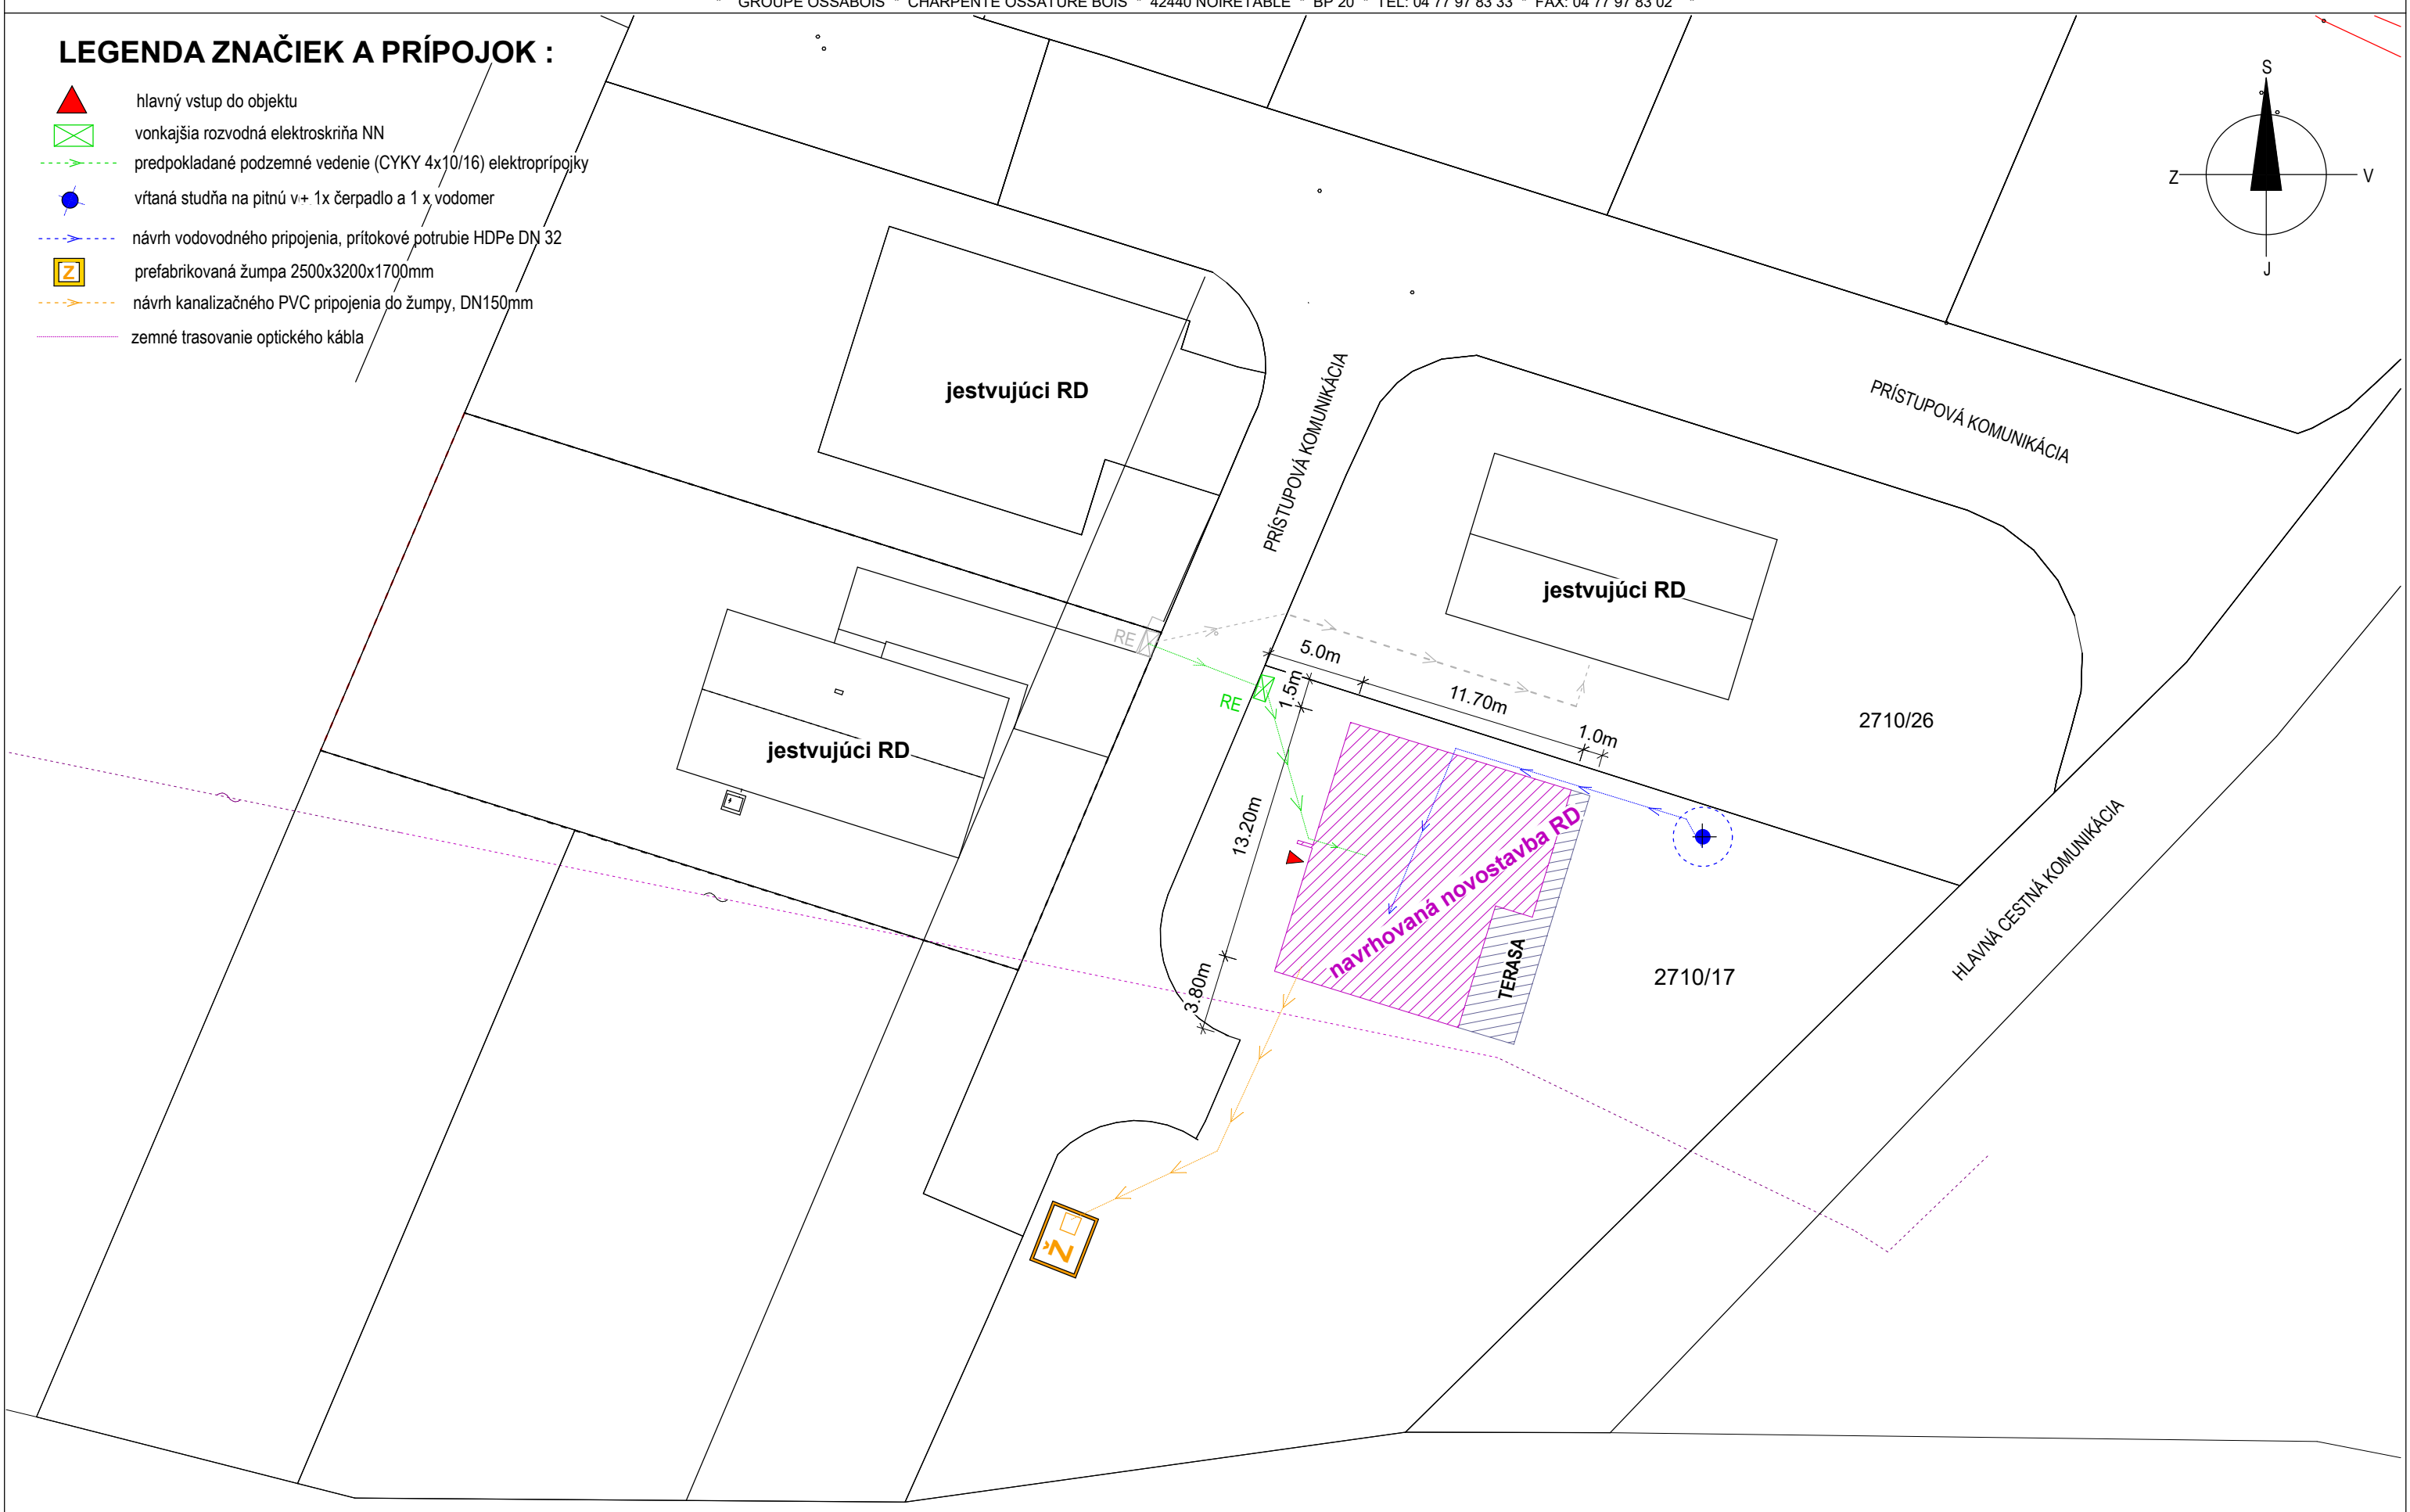 * GROUPE OSSABOIS * CHARPENTE OSSATURE BOIS * 42440 NOIRETABLE * BP 20 * TEL: 04 77 97 83 33 * FAX: 04 77 97 83 02 *
LEGENDA ZNAČIEK A PRÍPOJOK :
hlavný vstup do objektu
vonkajšia rozvodná elektroskriňa NN
predpokladané podzemné vedenie (CYKY 4x10/16) elektroprípojky
vŕtaná studňa na pitnú v+ 1x čerpadlo a 1 x vodomer
návrh vodovodného pripojenia, prítokové potrubie HDPe DN 32
Z
prefabrikovaná žumpa 2500x3200x1700mm
návrh kanalizačného PVC pripojenia do žumpy, DN150mm
zemné trasovanie optického kábla
S
Z
V
J
jestvujúci RD
PRÍSTUPOVÁ KOMUNIKÁCIA
PRÍSTUPOVÁ KOMUNIKÁCIA
jestvujúci RD
RE
5.0m
1.5m
RE
11.70m
1.0m
2710/26
jestvujúci RD
13.20m
navrhovaná novostavba RD
HLAVNÁ CESTNÁ KOMUNIKÁCIA
TERASA
3.80m
2710/17
Ž